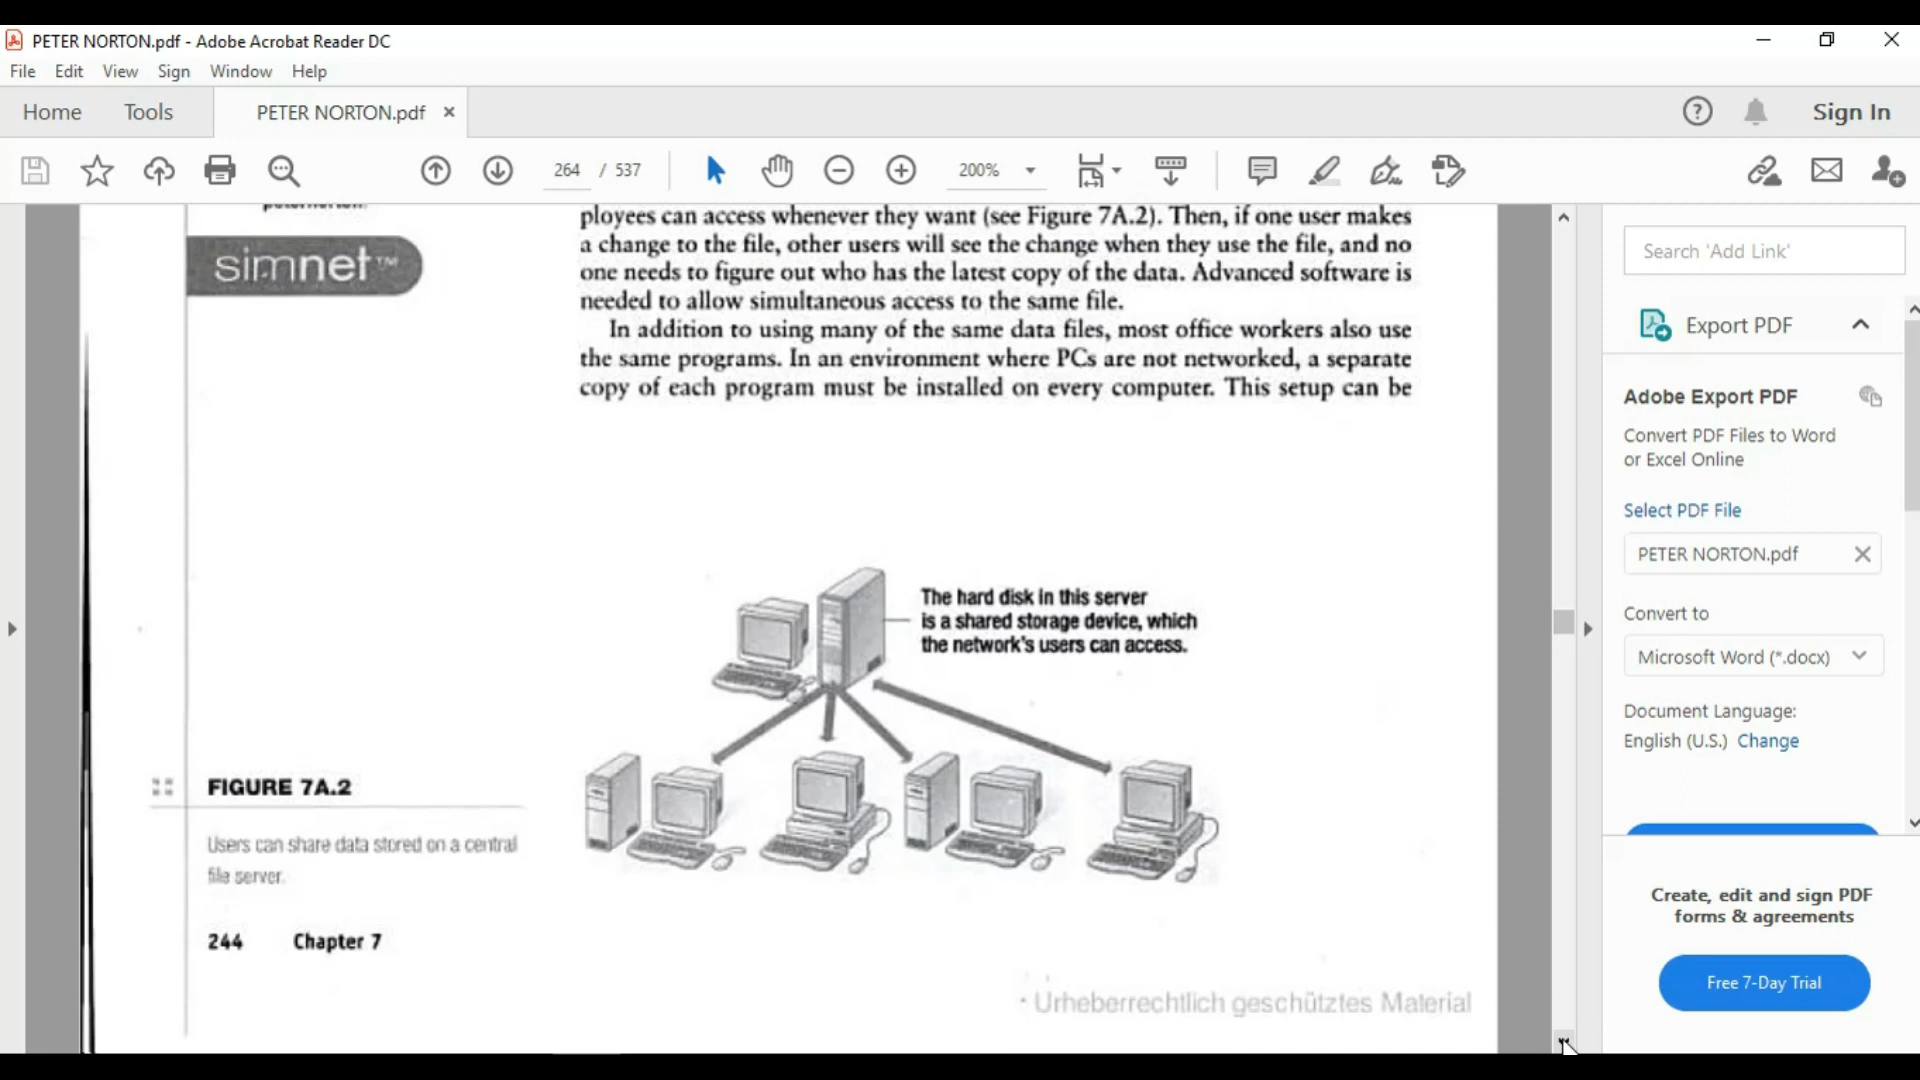 PETER NORTON.pdf - Adobe Acrobat Reader DC
File Edit View Sign Window Help
Home Tools PETER NORTON.pdf Sign In
264 / 537 200%
simnet™
ployees can access whenever they want (see Figure 7A.2). Then, if one user makes
a change to the file, other users will see the change when they use the file, and no
one needs to figure out who has the latest copy of the data. Advanced software is
needed to allow simultaneous access to the same file.
In addition to using many of the same data files, most office workers also use
the same programs. In an environment where PCs are not networked, a separate
copy of each program must be installed on every computer. This setup can be
The hard disk in this server
is a shared storage device, which
the network's users can access.
FIGURE 7A.2
Users can share data stored on a central
file server.
244 Chapter 7
Urheberrechtlich geschütztes Material
Search 'Add Link'
Export PDF
Adobe Export PDF
Convert PDF Files to Word
or Excel Online
Select PDF File
PETER NORTON.pdf
Convert to
Microsoft Word (*.docx)
Document Language:
English (U.S.) Change
Create, edit and sign PDF
forms & agreements
Free 7-Day Trial